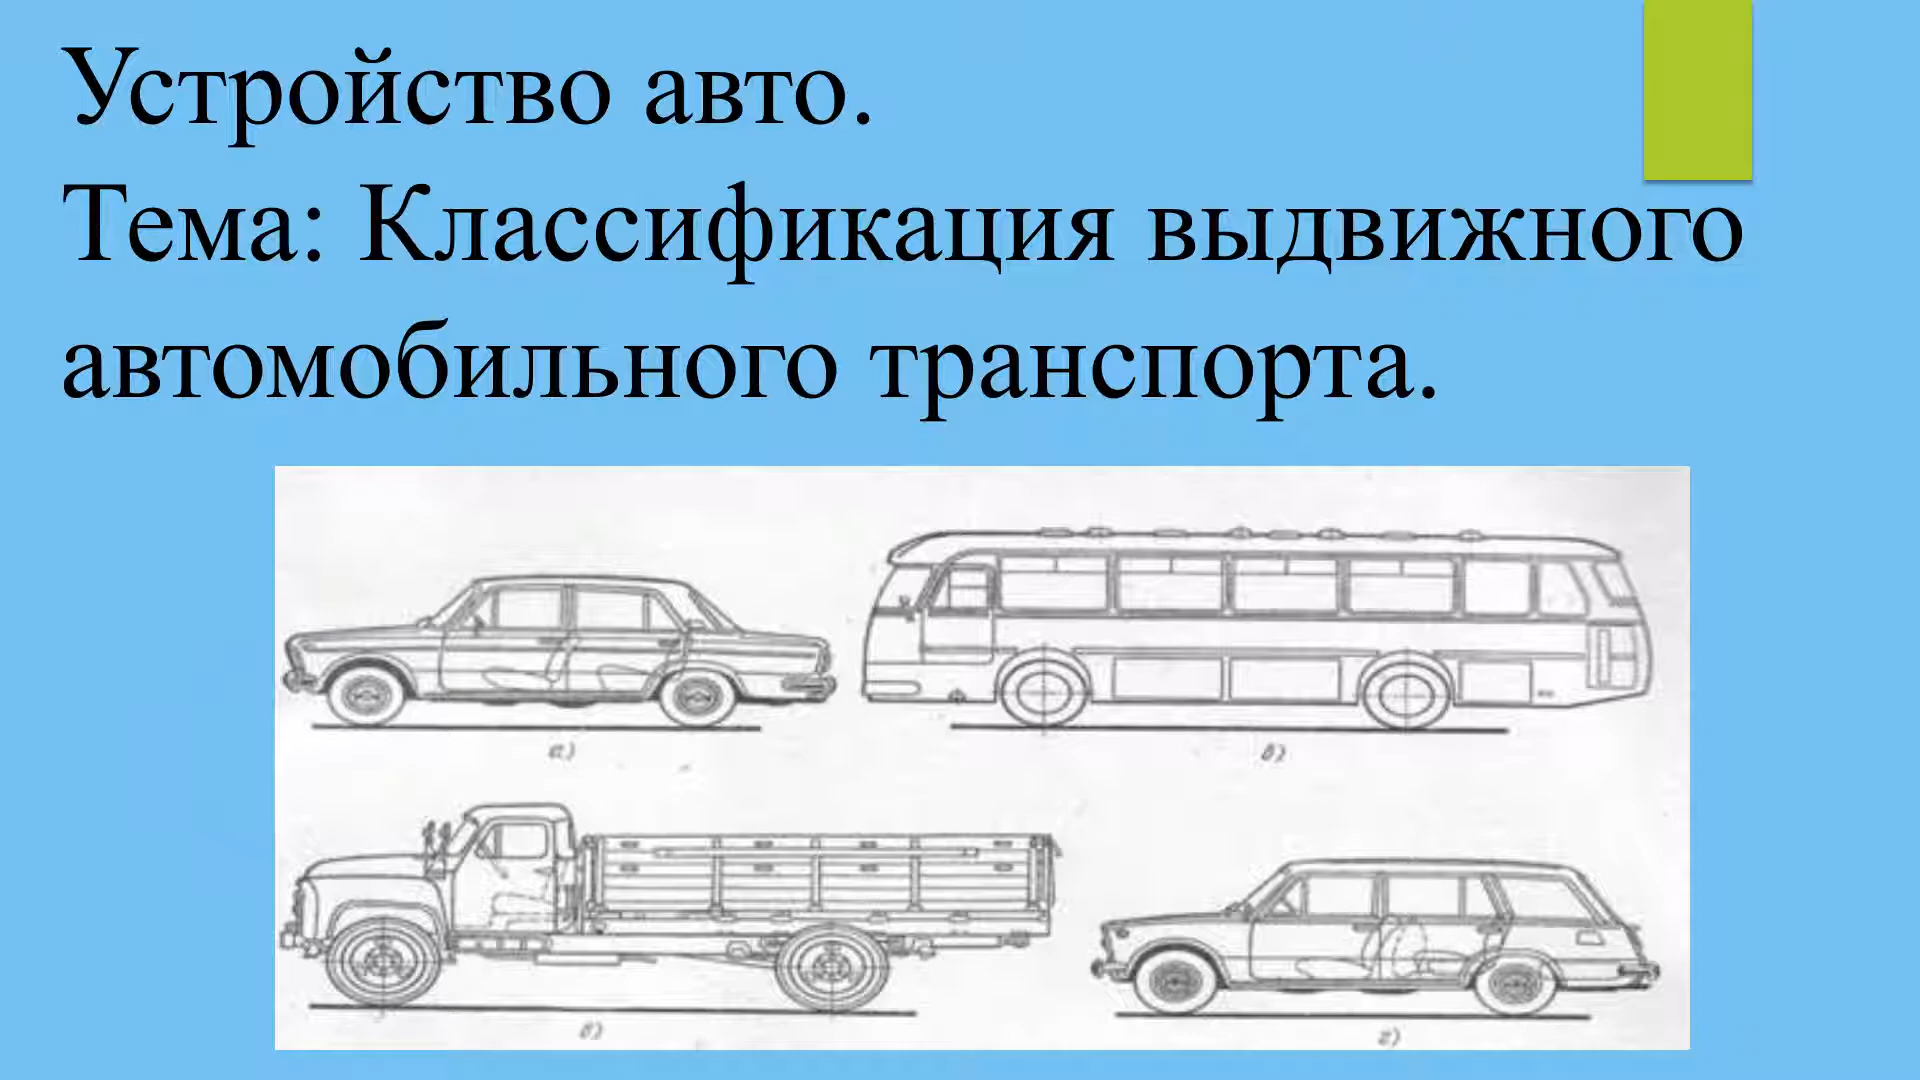 Устройство авто.
Тема: Классификация выдвижного
автомобильного транспорта.
а)
в)
б)
г)